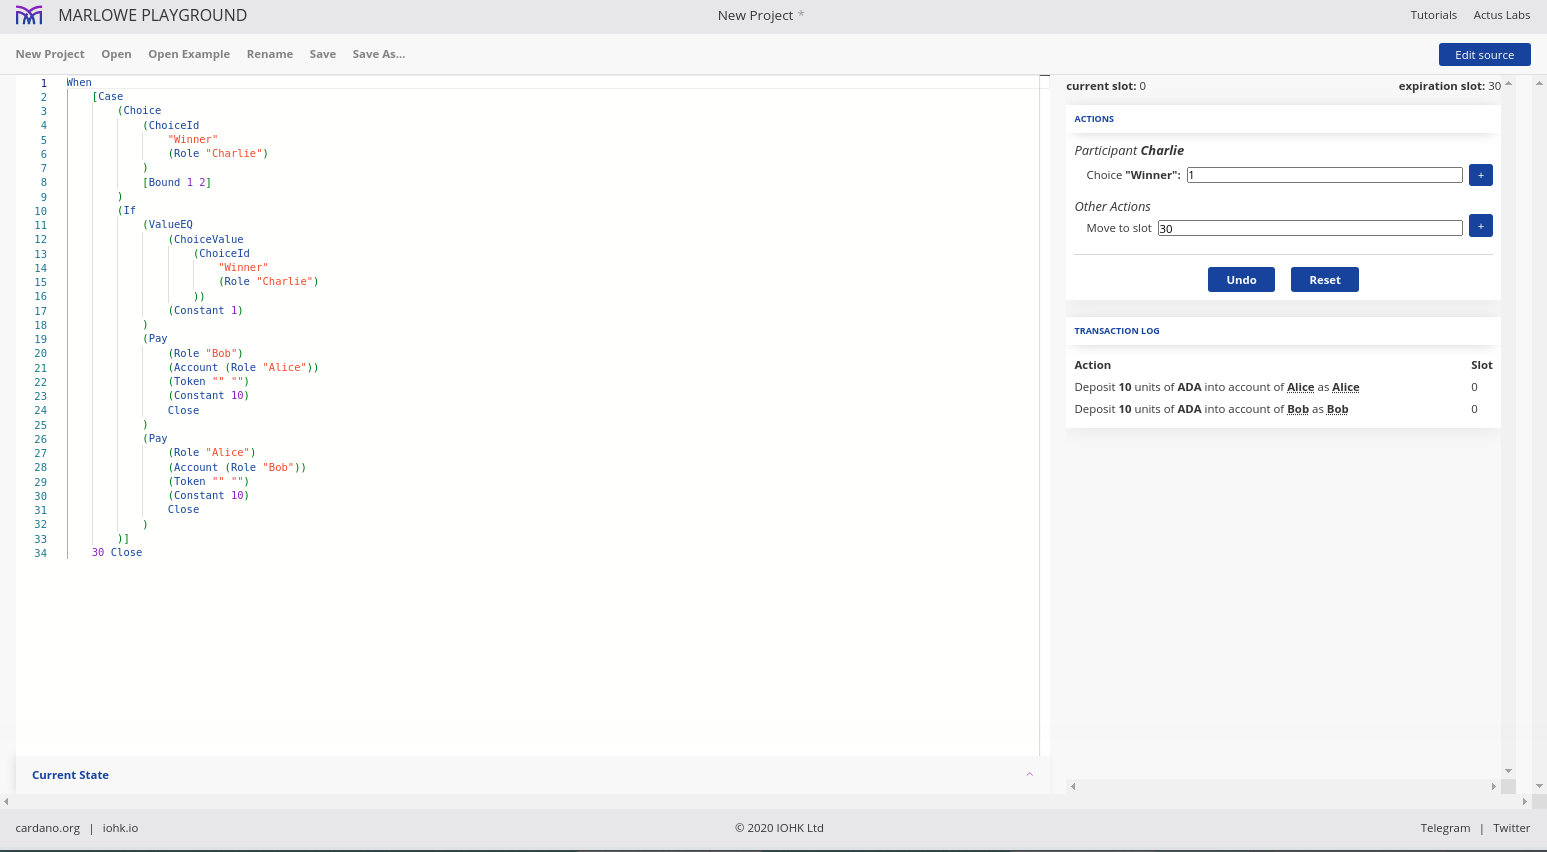 MARLOWE PLAYGROUND
New Project *
Tutorials Actus Labs
New Project Open Open Example Rename Save Save As...
Edit source
1 When
2 [Case
3 (Choice
4 (ChoiceId
5 "Winner"
6 (Role "Charlie")
7 )
8 [Bound 1 2]
9 )
10 (If
11 (ValueEQ
12 (ChoiceValue
13 (ChoiceId
14 "Winner"
15 (Role "Charlie")
16 ))
17 (Constant 1)
18 )
19 (Pay
20 (Role "Bob")
21 (Account (Role "Alice"))
22 (Token "" "")
23 (Constant 10)
24 Close
25 )
26 (Pay
27 (Role "Alice")
28 (Account (Role "Bob"))
29 (Token "" "")
30 (Constant 10)
31 Close
32 )
33 )]
34 30 Close
Current State
current slot: 0 expiration slot: 30
ACTIONS
Participant Charlie
Choice "Winner": 1 +
Other Actions
Move to slot 30 +
Undo Reset
TRANSACTION LOG
Action Slot
Deposit 10 units of ADA into account of Alice as Alice 0
Deposit 10 units of ADA into account of Bob as Bob 0
cardano.org | iohk.io
© 2020 IOHK Ltd
Telegram | Twitter